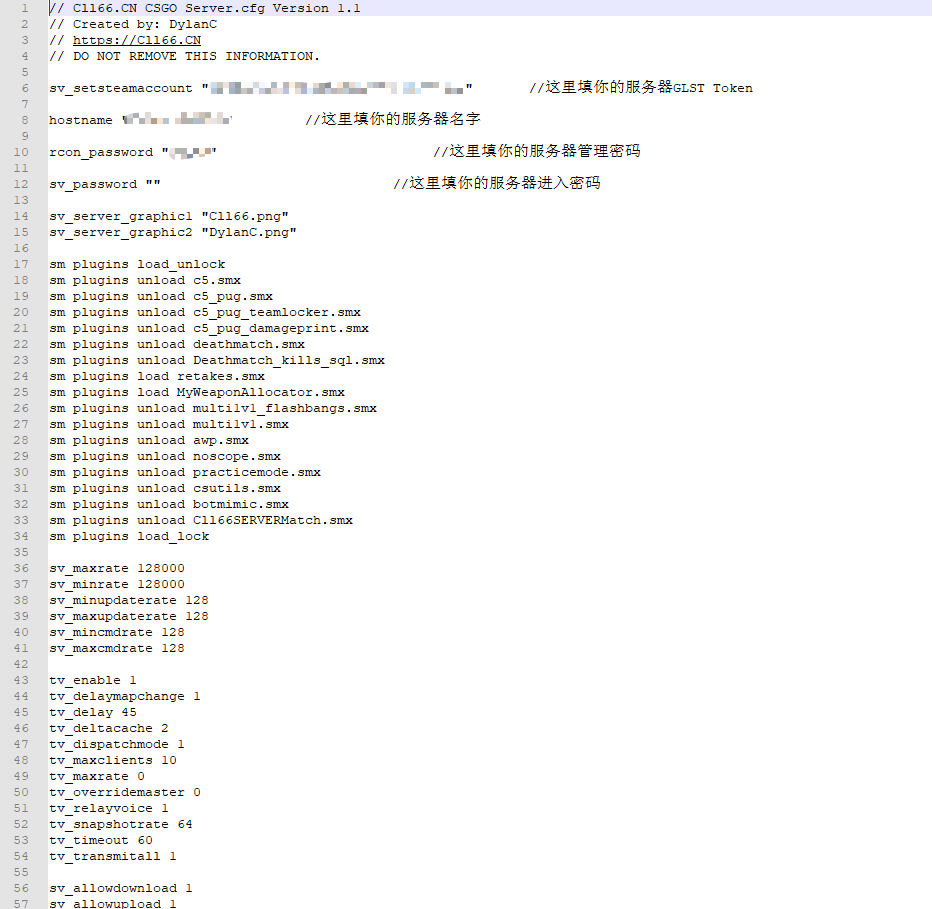 1 // Cll66.CN CSGO Server.cfg Version 1.1
2 // Created by: DylanC
3 // https://Cll66.CN
4 // DO NOT REMOVE THIS INFORMATION.
5
6 sv_setsteamaccount " " //这里填你的服务器GLST Token
7
8 hostname " //这里填你的服务器名字
9
10 rcon_password " " //这里填你的服务器管理密码
11
12 sv_password "" //这里填你的服务器进入密码
13
14 sv_server_graphic1 "Cll66.png"
15 sv_server_graphic2 "DylanC.png"
16
17 sm plugins load_unlock
18 sm plugins unload c5.smx
19 sm plugins unload c5_pug.smx
20 sm plugins unload c5_pug_teamlocker.smx
21 sm plugins unload c5_pug_damageprint.smx
22 sm plugins unload deathmatch.smx
23 sm plugins unload Deathmatch_kills_sql.smx
24 sm plugins load retakes.smx
25 sm plugins load MyWeaponAllocator.smx
26 sm plugins unload multi1v1_flashbangs.smx
27 sm plugins unload multi1v1.smx
28 sm plugins unload awp.smx
29 sm plugins unload noscope.smx
30 sm plugins unload practicemode.smx
31 sm plugins unload csutils.smx
32 sm plugins unload botmimic.smx
33 sm plugins unload Cll66SERVERMatch.smx
34 sm plugins load_lock
35
36 sv_maxrate 128000
37 sv_minrate 128000
38 sv_minupdaterate 128
39 sv_maxupdaterate 128
40 sv_mincmdrate 128
41 sv_maxcmdrate 128
42
43 tv_enable 1
44 tv_delaymapchange 1
45 tv_delay 45
46 tv_deltacache 2
47 tv_dispatchmode 1
48 tv_maxclients 10
49 tv_maxrate 0
50 tv_overridemaster 0
51 tv_relayvoice 1
52 tv_snapshotrate 64
53 tv_timeout 60
54 tv_transmitall 1
55
56 sv_allowdownload 1
57 sv_allowupload 1